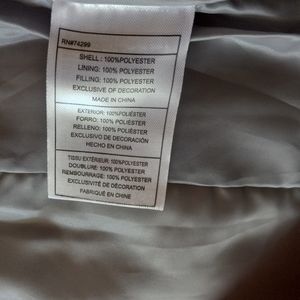 RN#74299
SHELL : 100%POLYESTER
LINING: 100%POLYESTER
FILLING: 100%POLYESTER
EXCLUSIVE OF DECORATION
MADE IN CHINA
EXTERIOR: 100%POLIÉSTER
FORRO: 100% POLIÉSTER
RELLENO: 100%POLIÉSTER
EXCLUSIVO DE DECORACIÓN
HECHO EN CHINA
TISSU EXTÉRIEUR: 100%POLYESTER
DOUBLURE: 100% POLYESTER
REMBOURRAGE: 100%POLYESTER
EXCLUSIVITÉ DE DÉCORATION
FABRIQUÉ EN CHINE